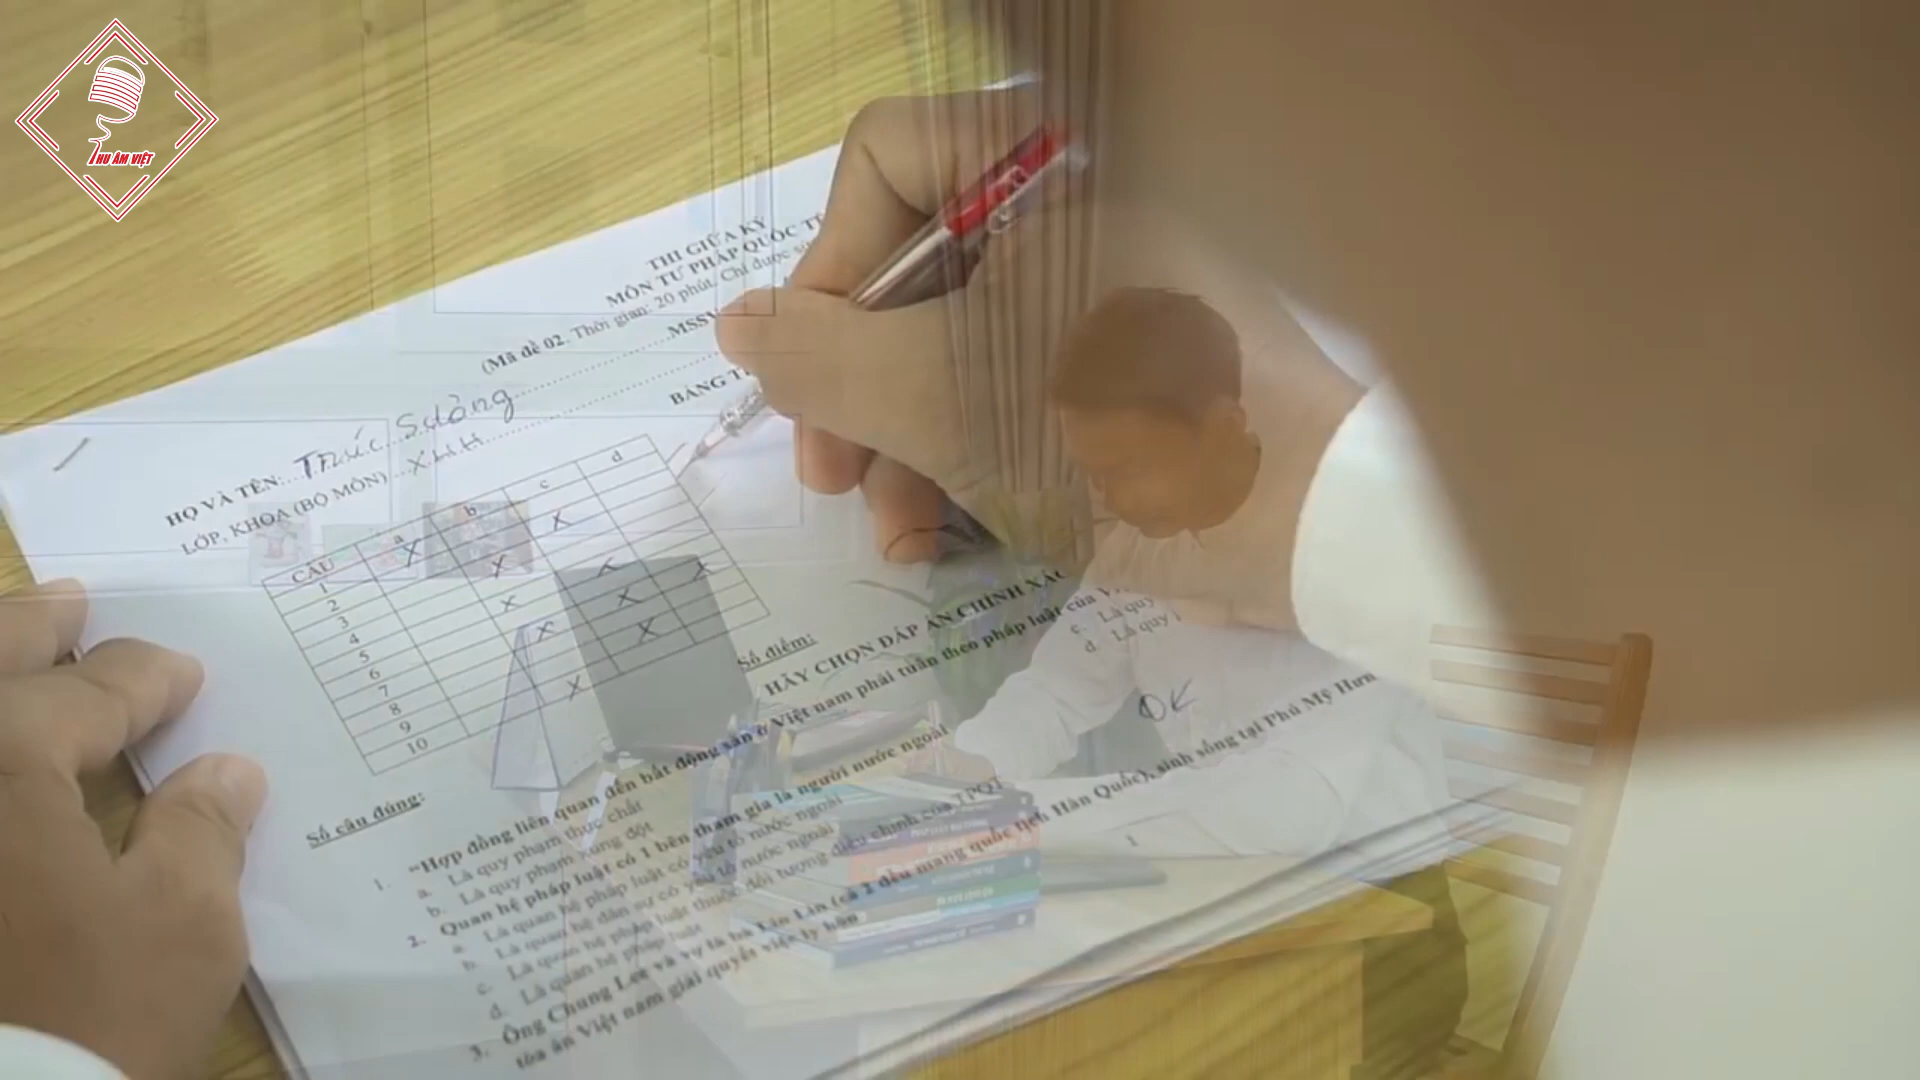 THU ÂM VIỆT
THI GIỮA KỲ
MÔN TƯ PHÁP QUỐC TẾ
(Mã đề 02. Thời gian: 20 phút. Chỉ được
HỌ VÀ TÊN:... Trúc ... MSSV
LỚP, KHOA (BỘ MÔN)
BẢNG
CÂU a b c d
1 X
2 X X
3 X
4 X X
5 X X
6 X
7 X
8
9 X
10
Số câu đúng:
Số điểm:
HÃY CHỌN ĐÁP ÁN CHÍNH XÁC
1. “Hợp đồng liên quan đến bất động sản ở Việt nam phải tuân theo pháp luật của
a. Là quy phạm thực chất
c. Là quy
b. Là quy phạm xung đột
d. Là quy
OK
2. Quan hệ pháp luật có 1 bên tham gia là người nước ngoài
a. Là quan hệ pháp luật có yếu tố nước ngoài
b. Là quan hệ dân sự có yếu tố nước ngoài
c. Là quan hệ pháp luật thuộc đối tượng điều chỉnh của TPQT
d. Là quan hệ pháp luật
3. Ông Chung Lee và vợ là bà Lan Lan (cả 2 đều mang quốc tịch Hàn Quốc), sinh sống tại Phú Mỹ Hưn
tòa án Việt nam giải quyết việc ly hôn
1